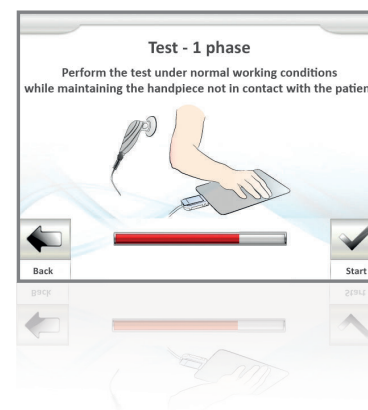 Test - 1 phase
Perform the test under normal working conditions
while maintaining the handpiece not in contact with the patien
Back
Start